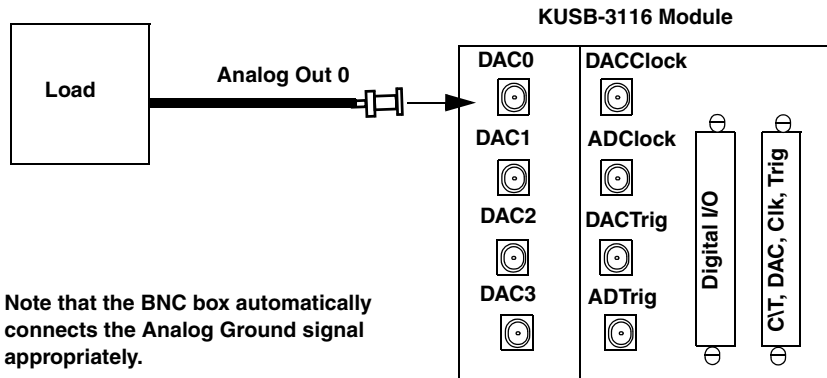 KUSB-3116 Module
Load
Analog Out 0
DAC0
DACClock
DAC1
ADClock
DAC2
DACTrig
DAC3
ADTrig
Digital I/O
C\T, DAC, Clk, Trig
Note that the BNC box automatically
connects the Analog Ground signal
appropriately.